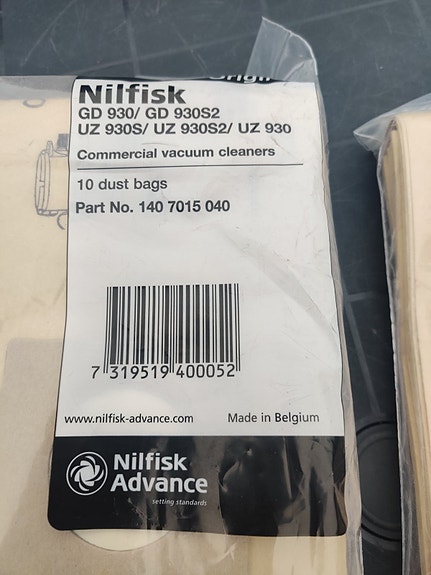 Nilfisk
GD 930/ GD 930S2
UZ 930S/ UZ 930S2/ UZ 930
Commercial vacuum cleaners
10 dust bags
Part No. 140 7015 040
7 319519 400052
www.nilfisk-advance.com Made in Belgium
Nilfisk
Advance
setting standards